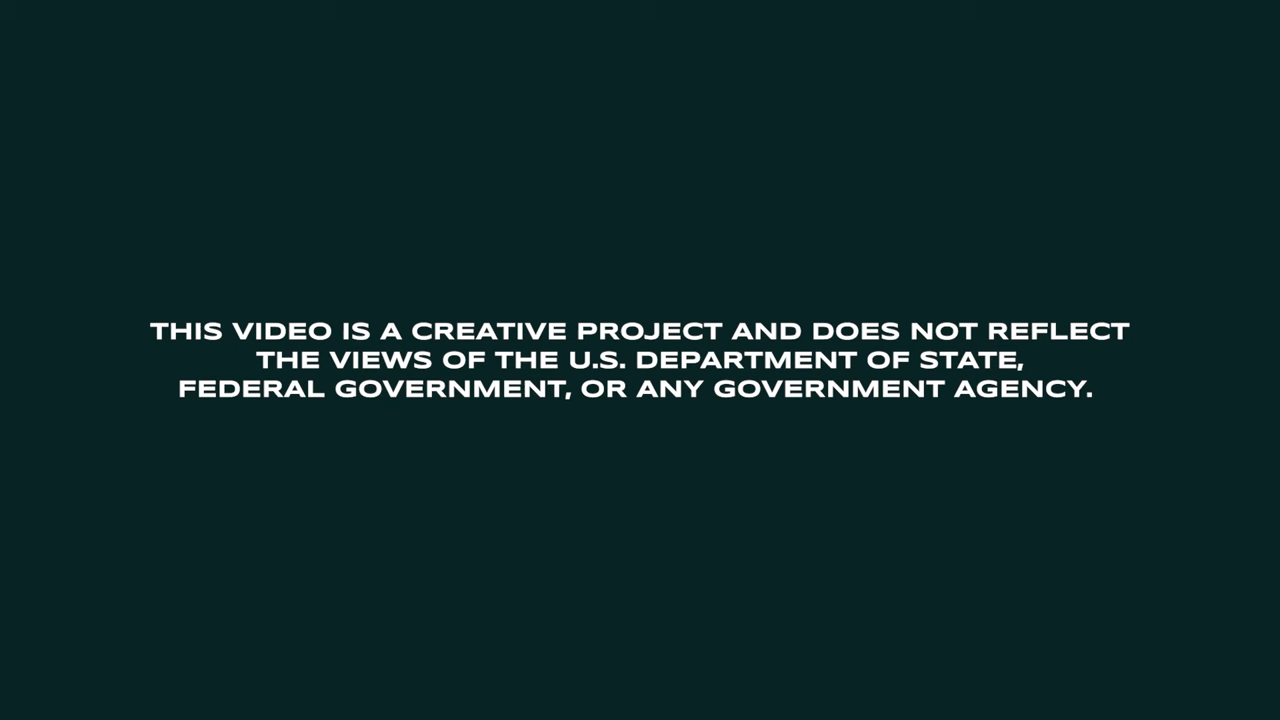 THIS VIDEO IS A CREATIVE PROJECT AND DOES NOT REFLECT
THE VIEWS OF THE U.S. DEPARTMENT OF STATE,
FEDERAL GOVERNMENT, OR ANY GOVERNMENT AGENCY.